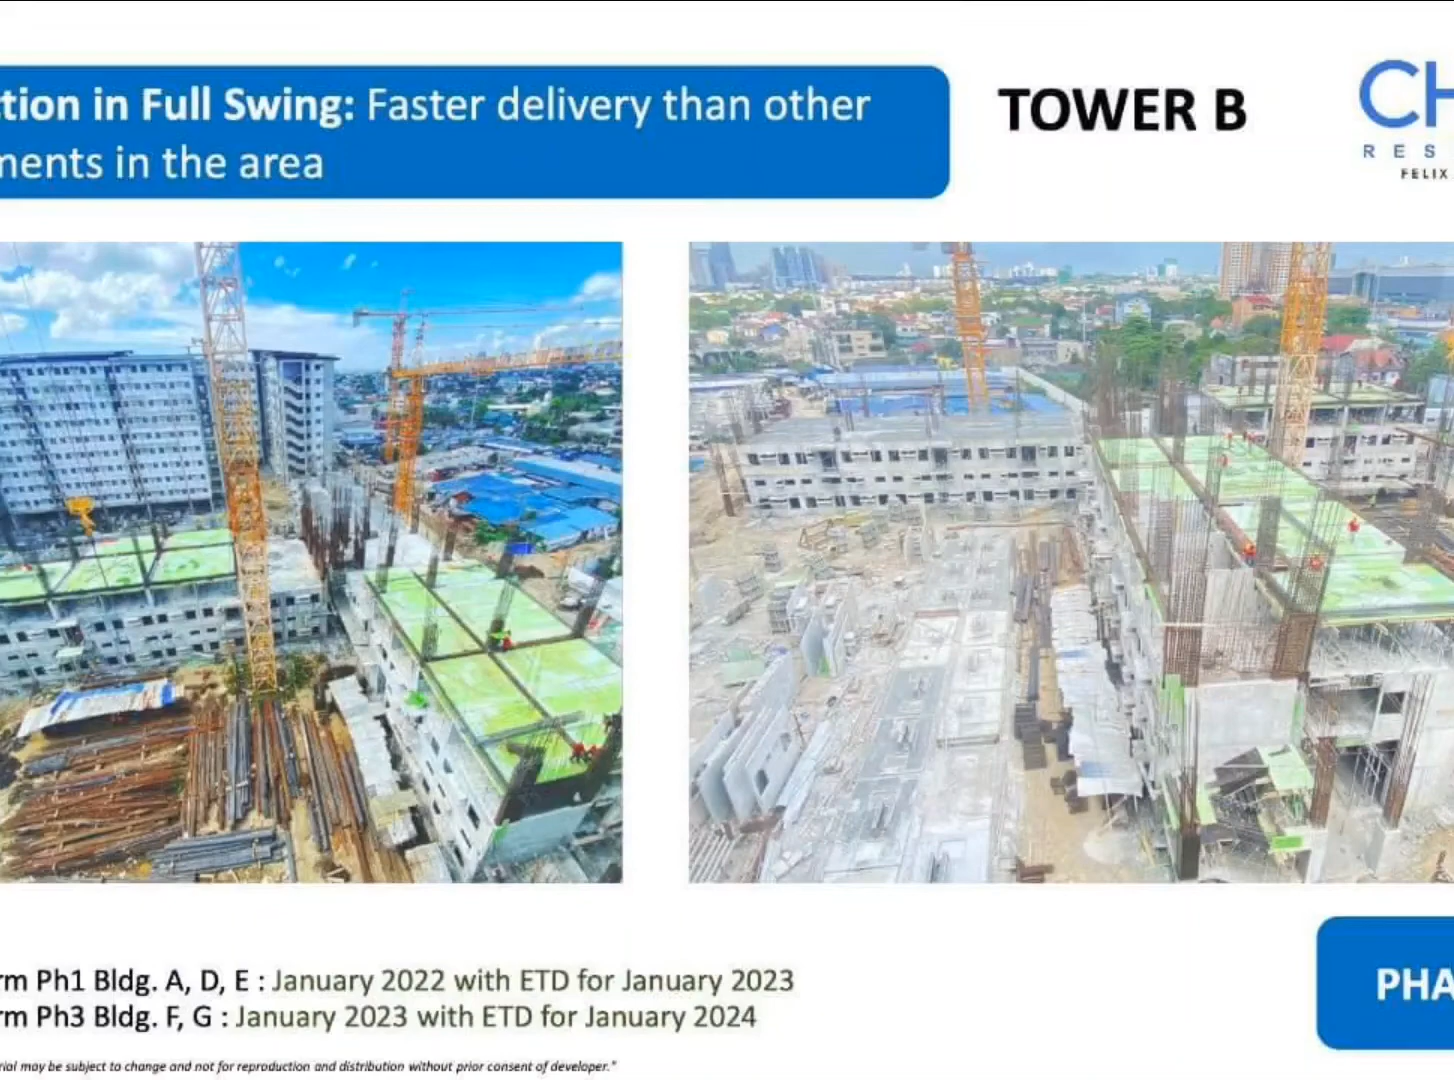 tion in Full Swing: Faster delivery than other
ments in the area
TOWER B
CH
RES
FELIX
rm Ph1 Bldg. A, D, E : January 2022 with ETD for January 2023
rm Ph3 Bldg. F, G : January 2023 with ETD for January 2024
PHA
rial may be subject to change and not for reproduction and distribution without prior consent of developer."